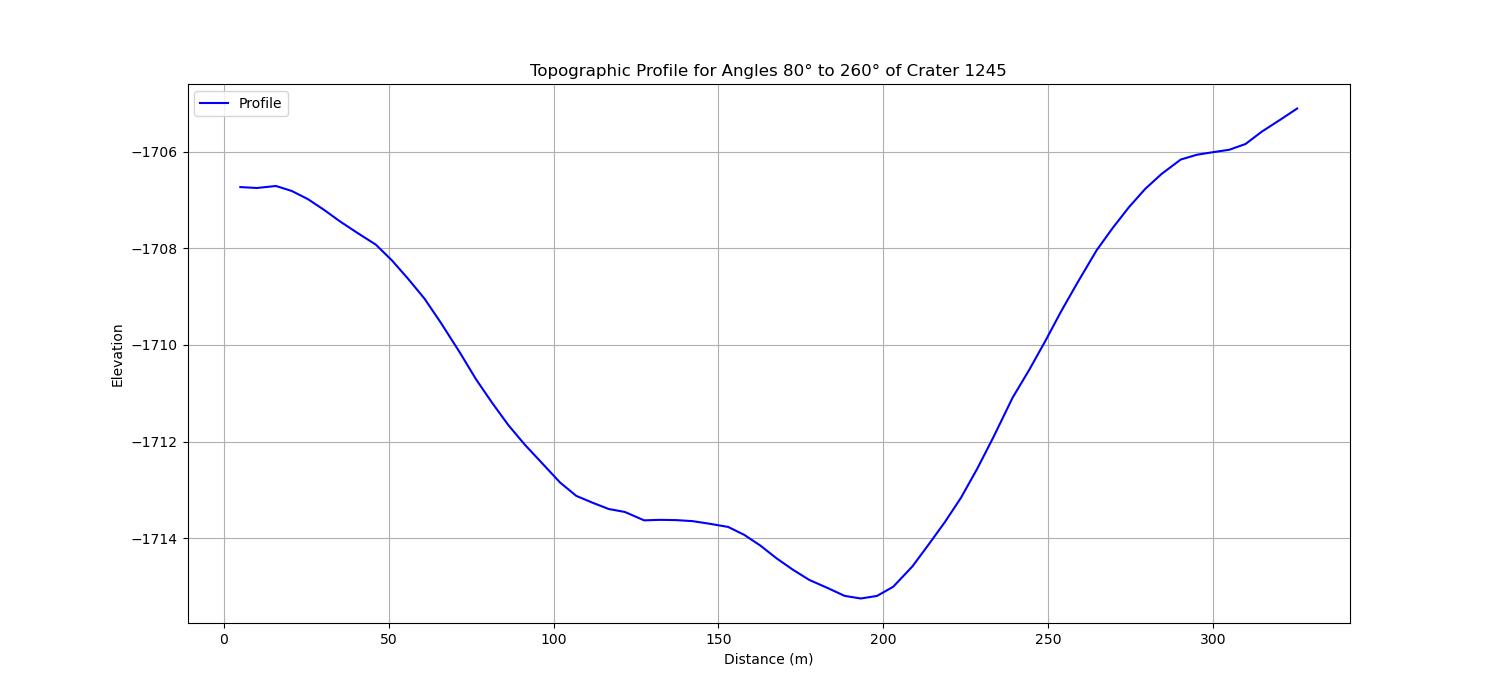 Topographic Profile for Angles 80° to 260° of Crater 1245
Profile
−1706
−1708
−1710
−1712
−1714
Elevation
0 50 100 150 200 250 300
Distance (m)